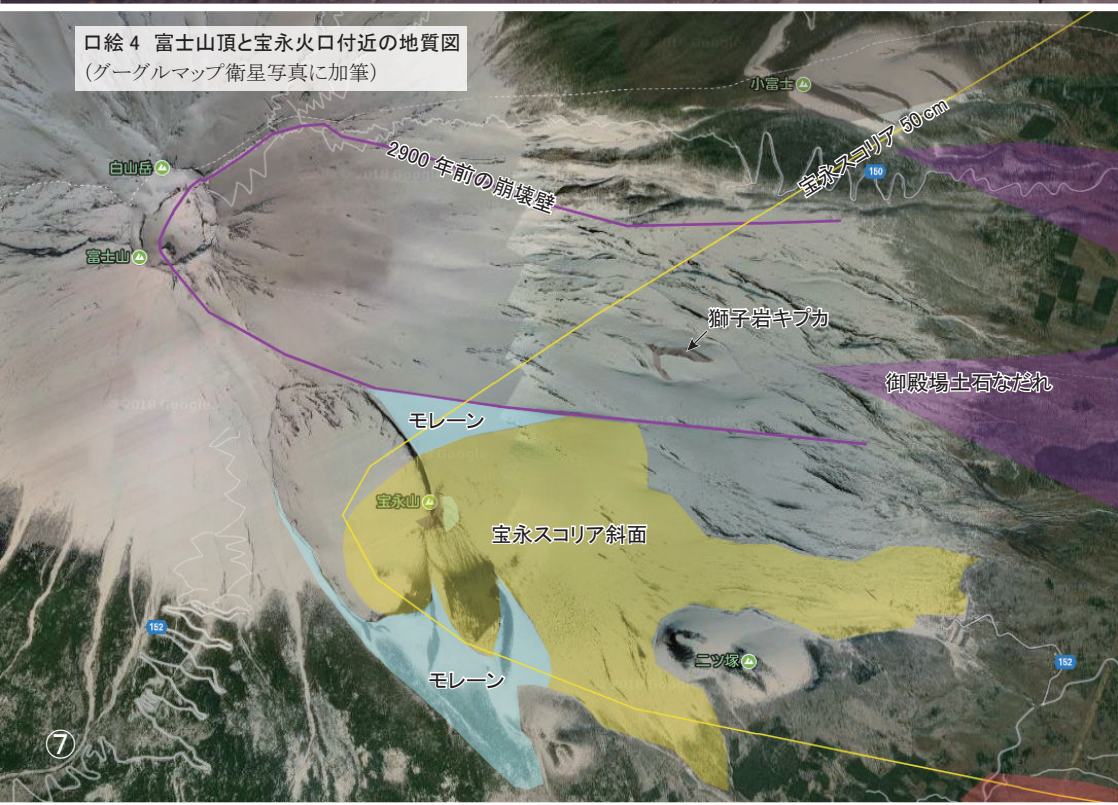 口絵 4 富士山頂と宝永火口付近の地質図
(グーグルマップ衛星写真に加筆)
小富士
宝永スコリア 50 cm
2900 年前の崩壊壁
白山岳
150
富士山
獅子岩キプカ
御殿場土石なだれ
©2018 Google
モレーン
宝永山
宝永スコリア斜面
152
二ツ塚
152
モレーン
⑦